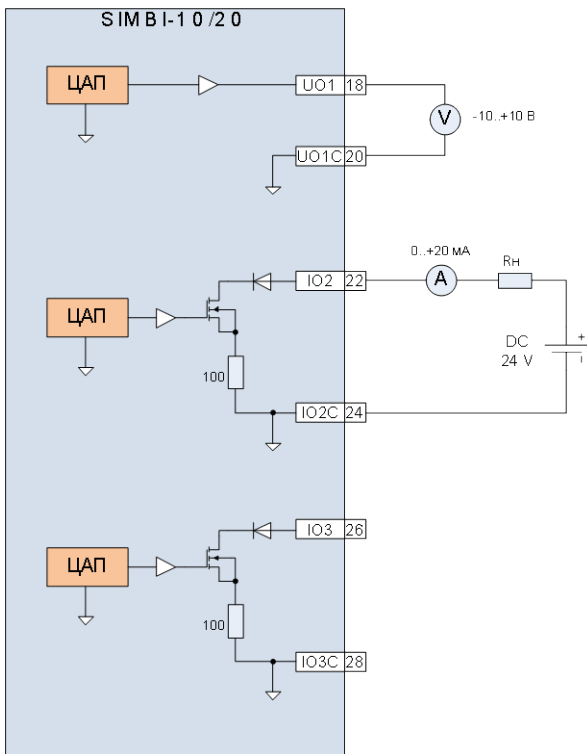 SIMBI-10/20
ЦАП
UO1 18
V
-10..+10 В
UO1C 20
0..+20 мА
IO2 22
A
Rн
ЦАП
DC
24 V
+
-
100
IO2C 24
IO3 26
ЦАП
100
IO3C 28